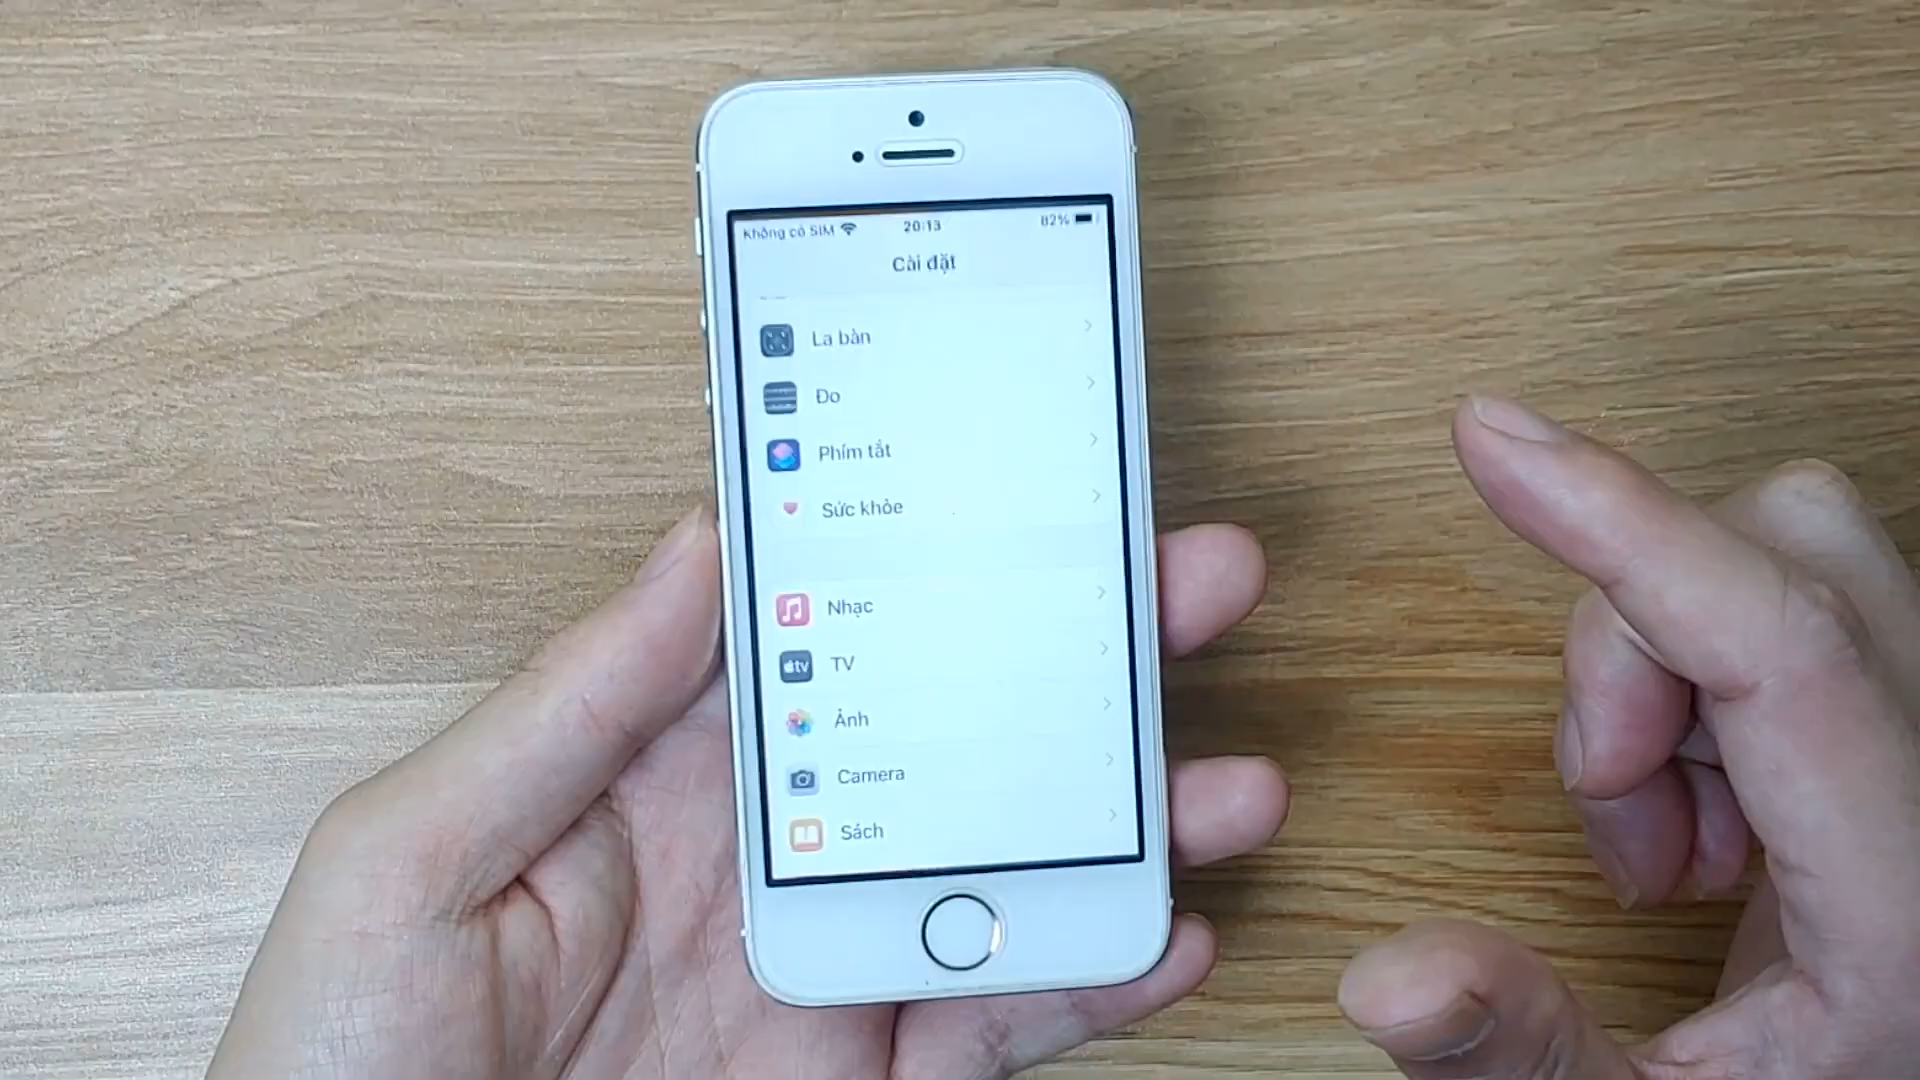 Không có SIM 20:13 82%
Cài đặt
La bàn
Đo
Phím tắt
Sức khỏe
Nhạc
tv TV
Ảnh
Camera
Sách